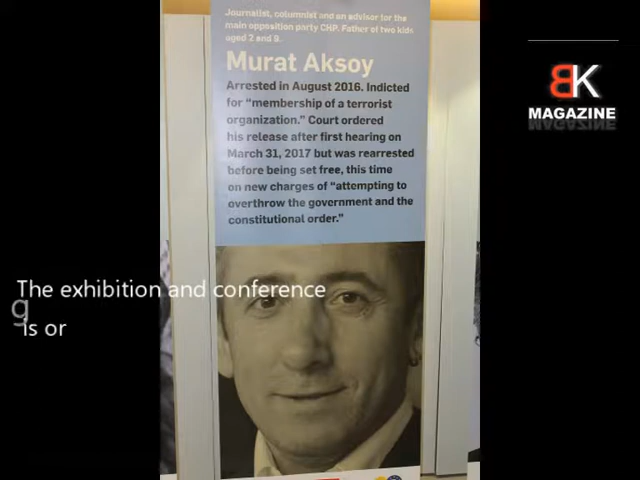 Journalist, columnist and an advisor for the
main opposition party CHP. Father of two kids
aged 2 and 9.
Murat Aksoy
Arrested in August 2016. Indicted
for "membership of a terrorist
organization." Court ordered
his release after first hearing on
March 31, 2017 but was rearrested
before being set free, this time
on new charges of "attempting to
overthrow the government and the
constitutional order."
BK
MAGAZINE
The exhibition and conference
g
is or